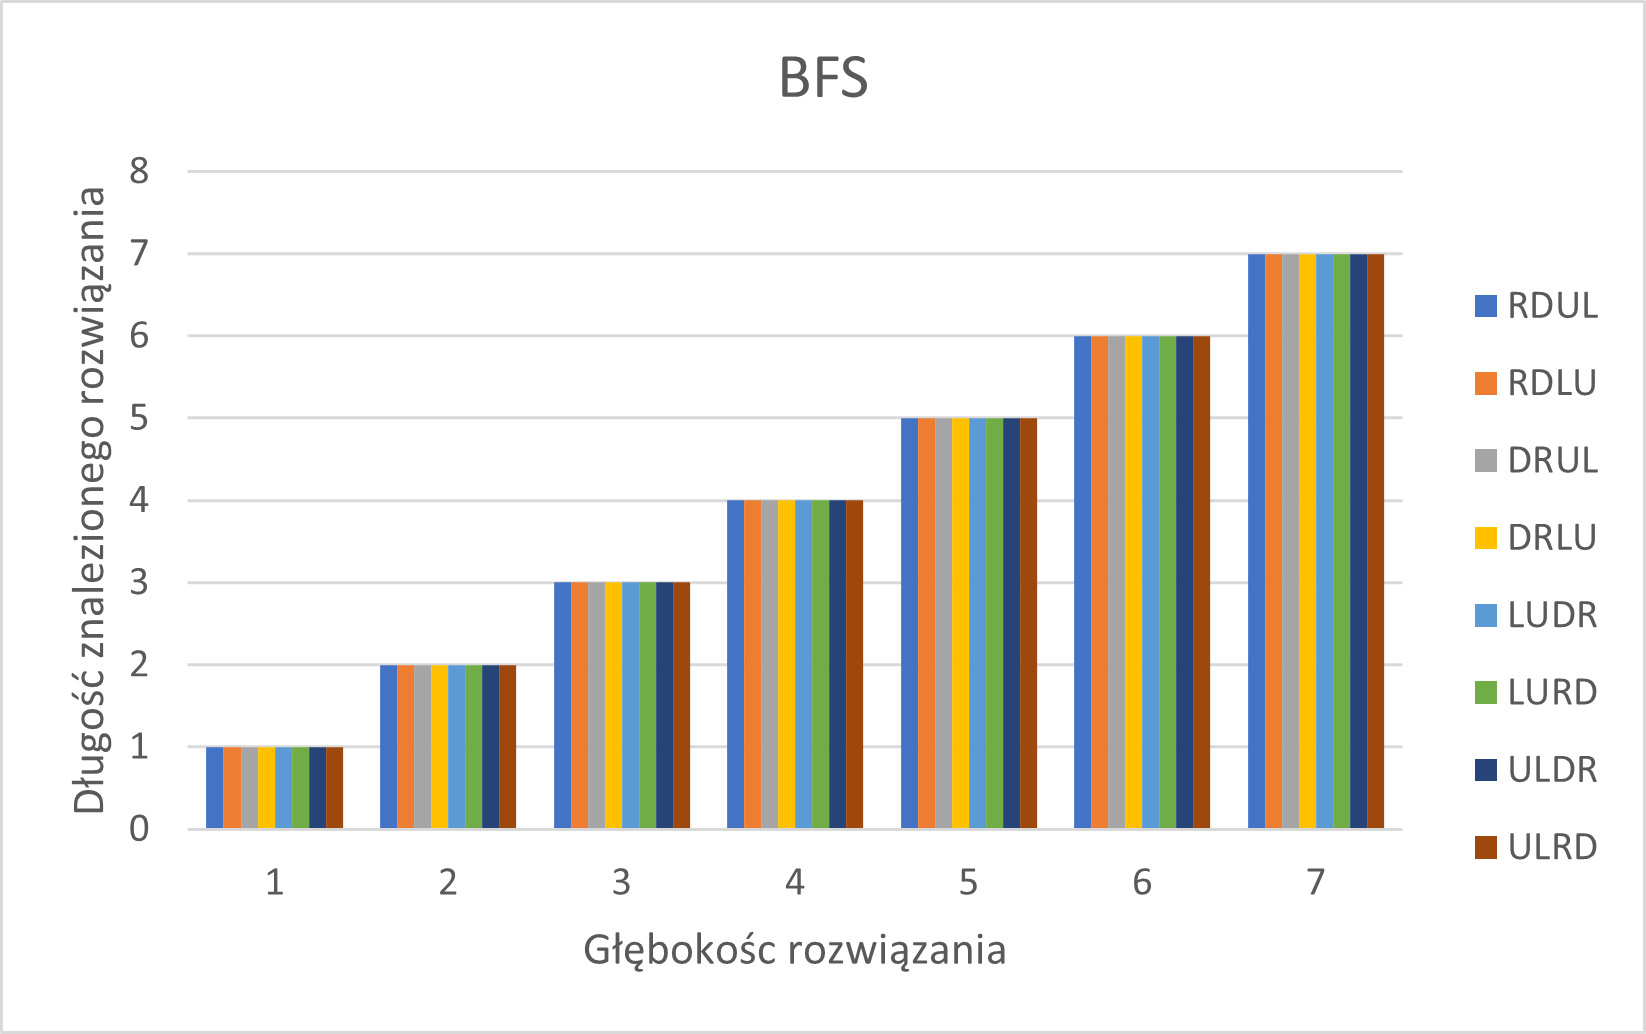 BFS
Długość znalezionego rozwiązania
8
7
6
5
4
3
2
1
0
1 2 3 4 5 6 7
Głębokośc rozwiązania
RDUL
RDLU
DRUL
DRLU
LUDR
LURD
ULDR
ULRD